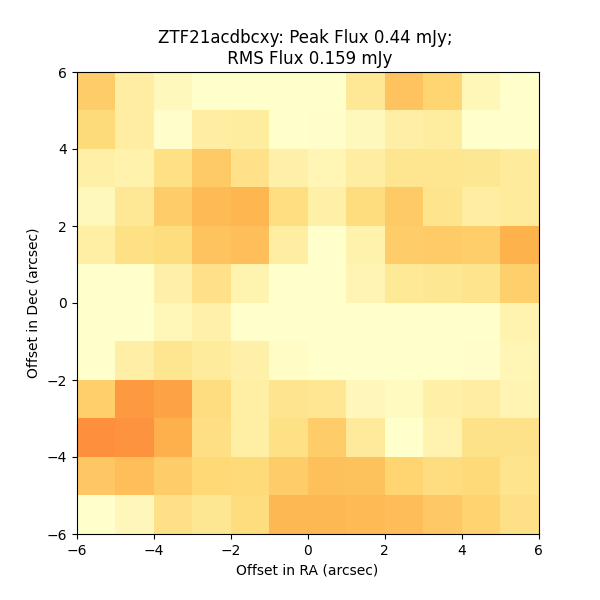 ZTF21acdbcxy: Peak Flux 0.44 mJy;
RMS Flux 0.159 mJy
6
4
2
0
−2
−4
−6
Offset in Dec (arcsec)
−6 −4 −2 0 2 4 6
Offset in RA (arcsec)